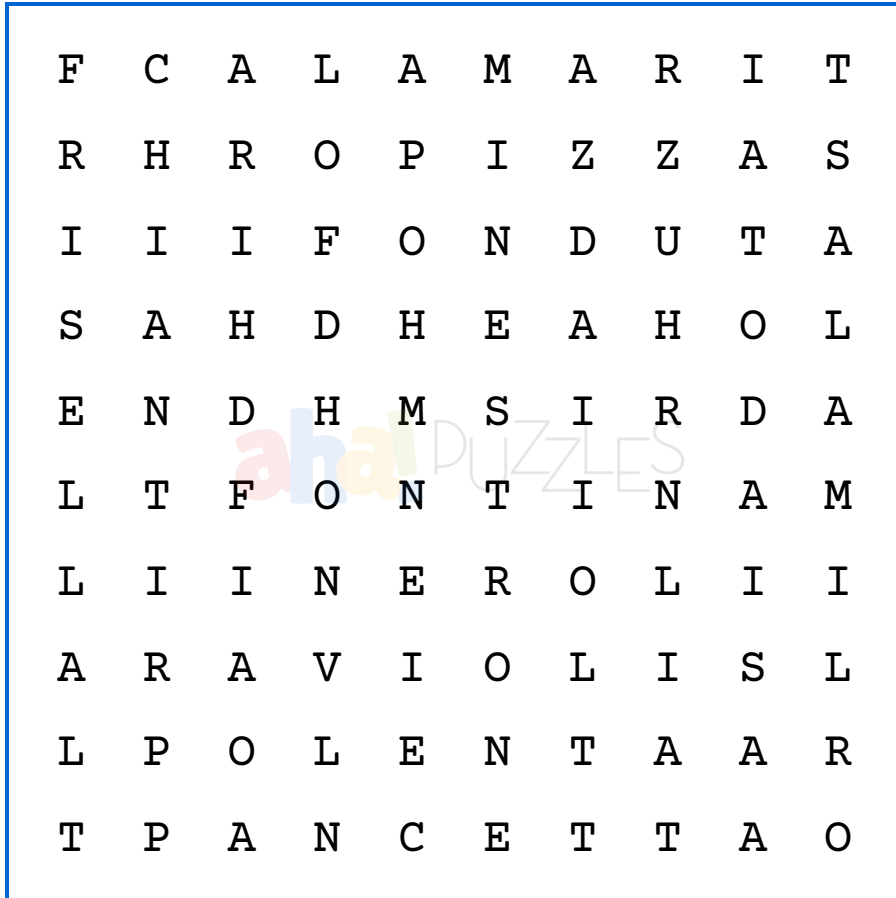 F C A L A M A R I T
R H R O P I Z Z A S
I I I F O N D U T A
S A H D H E A H O L
E N D H M S I R D A
L T F O N T I N A M
L I I N E R O L I I
A R A V I O L I S L
L P O L E N T A A R
T P A N C E T T A O
aha! PUZZLES